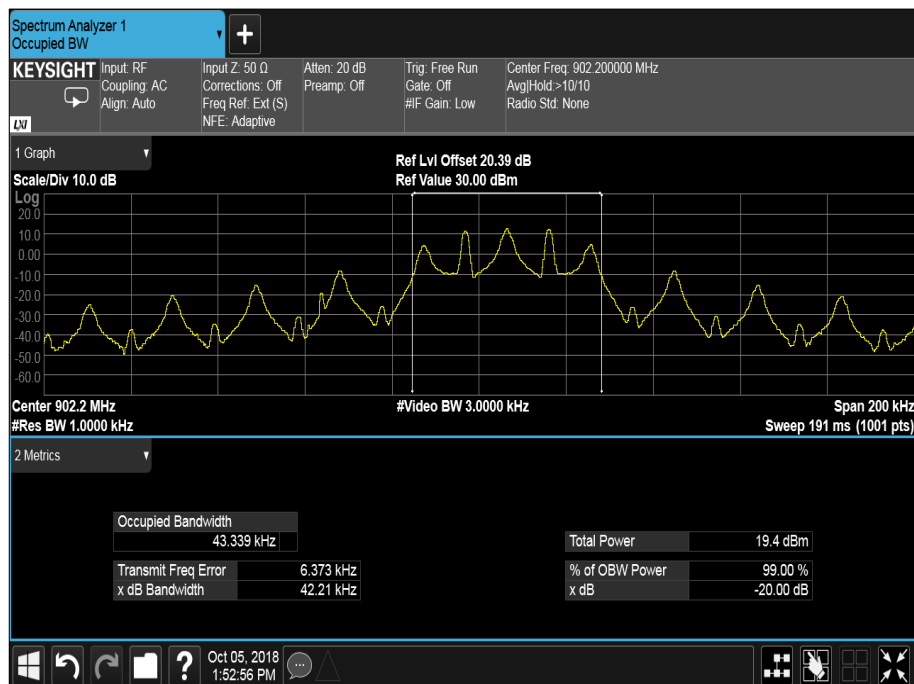 Spectrum Analyzer 1
Occupied BW
+
KEYSIGHT
LXI
Input: RF
Coupling: AC
Align: Auto
Input Z: 50 Ω
Corrections: Off
Freq Ref: Ext (S)
NFE: Adaptive
Atten: 20 dB
Preamp: Off
Trig: Free Run
Gate: Off
#IF Gain: Low
Center Freq: 902.200000 MHz
Avg|Hold:>10/10
Radio Std: None
1 Graph
Scale/Div 10.0 dB
Ref Lvl Offset 20.39 dB
Ref Value 30.00 dBm
Log
20.0
10.0
0.00
-10.0
-20.0
-30.0
-40.0
-50.0
-60.0
Center 902.2 MHz
#Video BW 3.0000 kHz
Span 200 kHz
#Res BW 1.0000 kHz
Sweep 191 ms (1001 pts)
2 Metrics
Occupied Bandwidth
43.339 kHz
Total Power 19.4 dBm
Transmit Freq Error 6.373 kHz
% of OBW Power 99.00 %
x dB Bandwidth 42.21 kHz
x dB -20.00 dB
?
Oct 05, 2018
1:52:56 PM